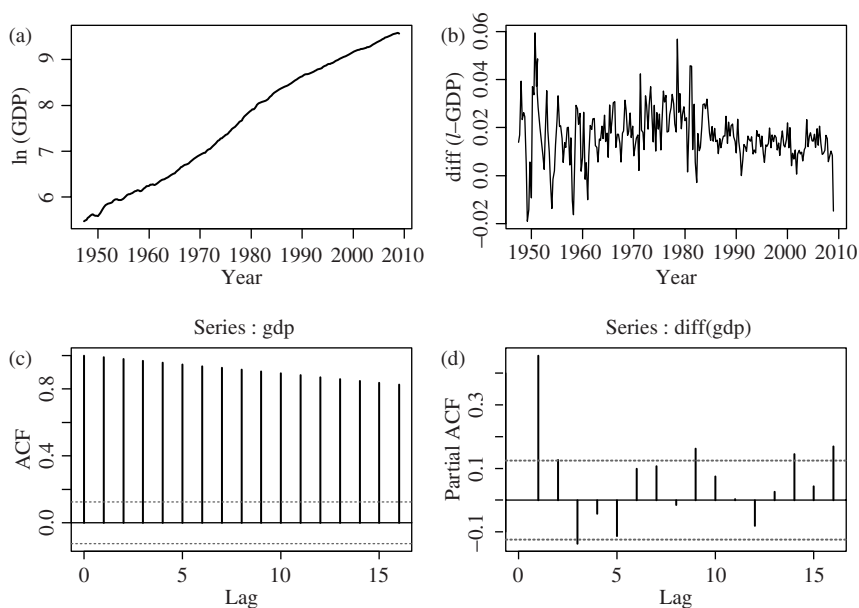 (a)
ln (GDP)
9
8
7
6
1950 1960 1970 1980 1990 2000 2010
Year
(b)
diff (l–GDP)
0.06
0.04
0.02
0.0
−0.02
1950 1960 1970 1980 1990 2000 2010
Year
Series : gdp
(c)
ACF
0.8
0.4
0.0
0 5 10 15
Lag
Series : diff(gdp)
(d)
Partial ACF
0.3
0.1
−0.1
0 5 10 15
Lag